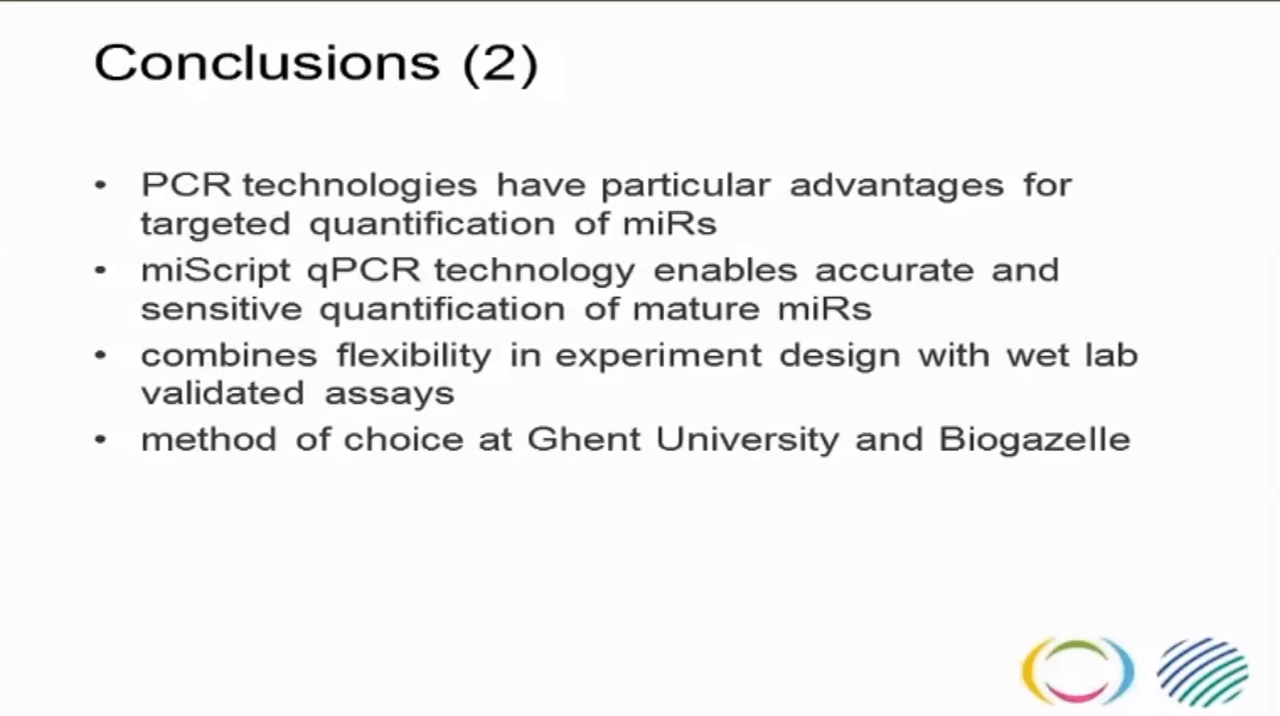 Conclusions (2)
• PCR technologies have particular advantages for
targeted quantification of miRs
• miScript qPCR technology enables accurate and
sensitive quantification of mature miRs
• combines flexibility in experiment design with wet lab
validated assays
• method of choice at Ghent University and Biogazelle